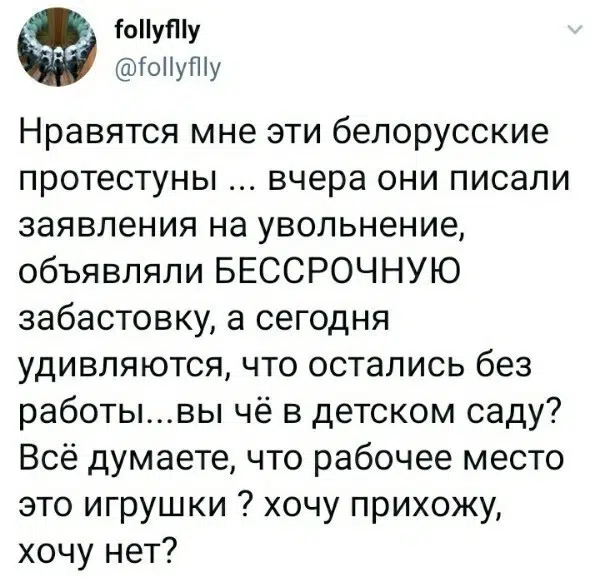 follyflly
@follyflly
Нравятся мне эти белорусские
протестуны ... вчера они писали
заявления на увольнение,
объявляли БЕССРОЧНУЮ
забастовку, а сегодня
удивляются, что остались без
работы...вы чё в детском саду?
Всё думаете, что рабочее место
это игрушки ? хочу прихожу,
хочу нет?